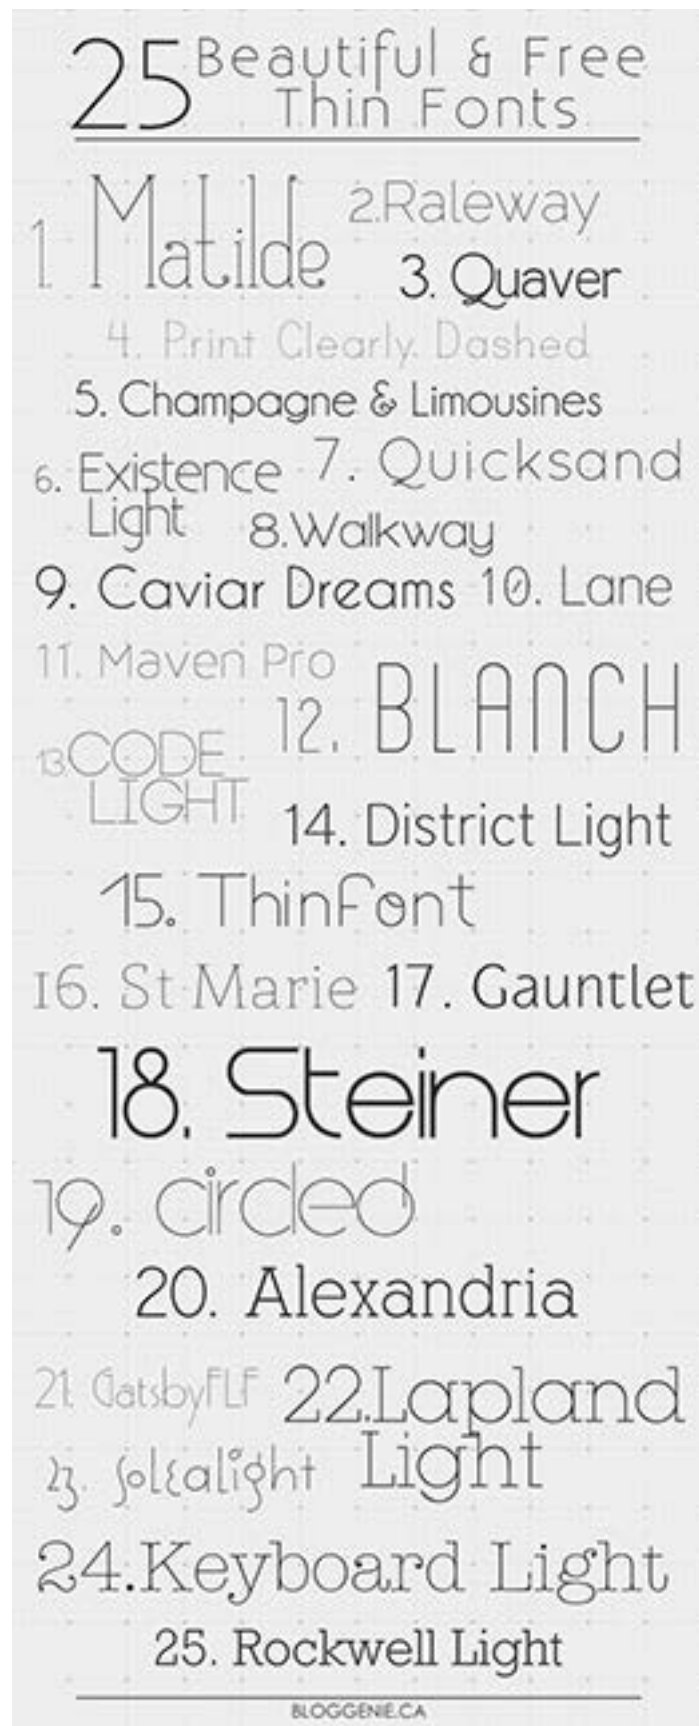 25 Beautiful & Free
Thin Fonts
1. Matilde
2.Raleway
3. Quaver
4. Print Clearly Dashed
5. Champagne & Limousines
6. Existence
Light
7. Quicksand
8.Walkway
9. Caviar Dreams
10. Lane
11. Maven Pro
12. BLANCH
13.CODE
LIGHT
14. District Light
15. ThinFont
16. St Marie
17. Gauntlet
18. Steiner
19. circled
20. Alexandria
21. GatsbyFLF
22.Lapland
Light
23. Solealight
24.Keyboard Light
25. Rockwell Light
BLOGGENIE.CA